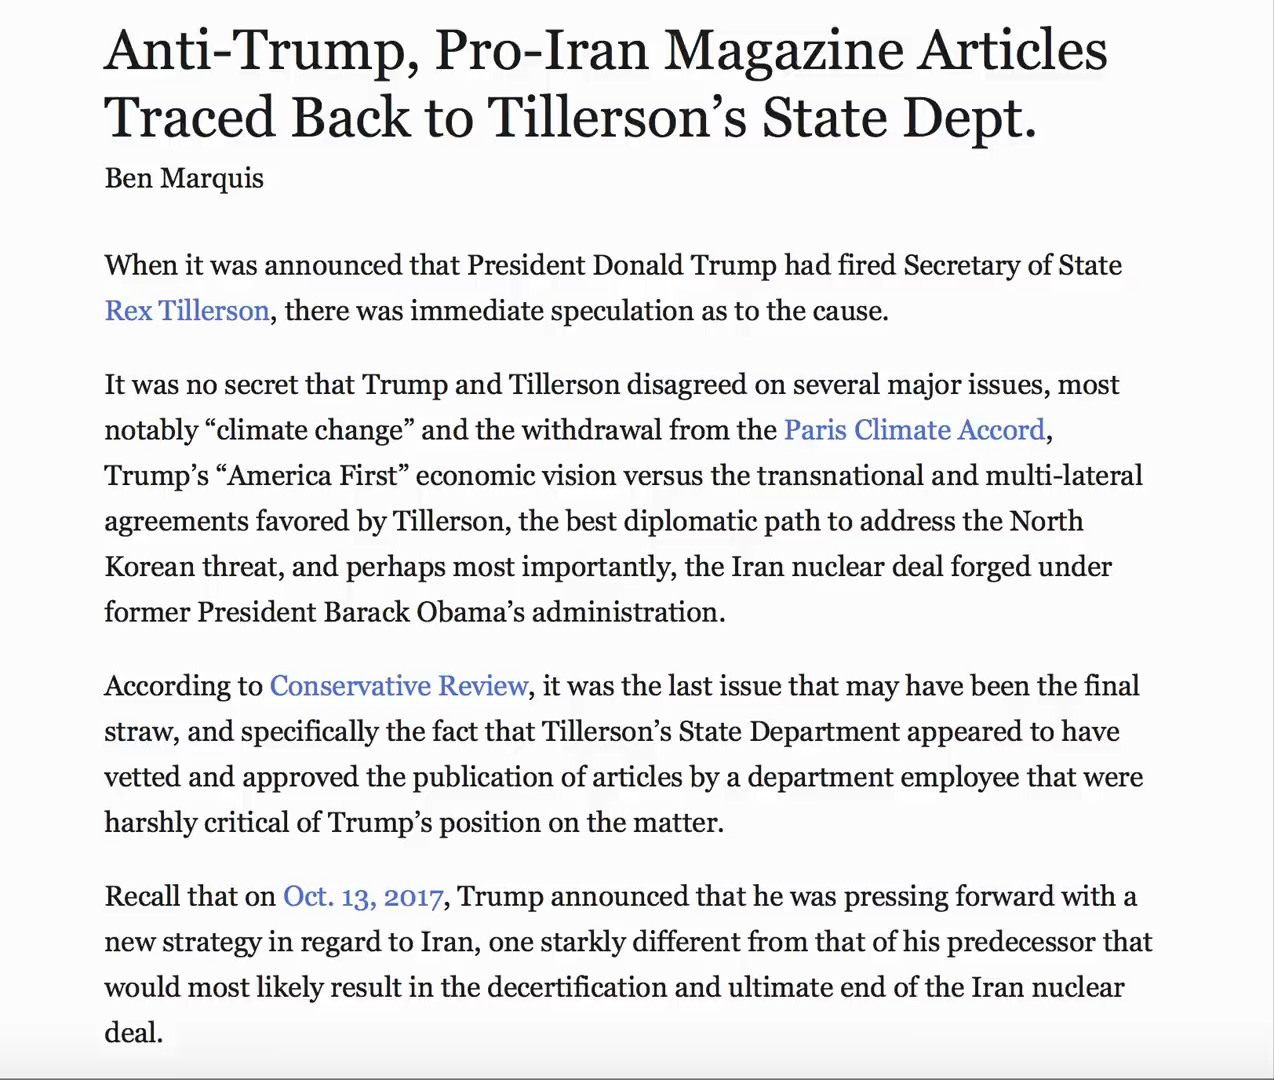 Anti-Trump, Pro-Iran Magazine Articles
Traced Back to Tillerson’s State Dept.
Ben Marquis
When it was announced that President Donald Trump had fired Secretary of State
Rex Tillerson, there was immediate speculation as to the cause.
It was no secret that Trump and Tillerson disagreed on several major issues, most
notably “climate change” and the withdrawal from the Paris Climate Accord,
Trump’s “America First” economic vision versus the transnational and multi-lateral
agreements favored by Tillerson, the best diplomatic path to address the North
Korean threat, and perhaps most importantly, the Iran nuclear deal forged under
former President Barack Obama’s administration.
According to Conservative Review, it was the last issue that may have been the final
straw, and specifically the fact that Tillerson’s State Department appeared to have
vetted and approved the publication of articles by a department employee that were
harshly critical of Trump’s position on the matter.
Recall that on Oct. 13, 2017, Trump announced that he was pressing forward with a
new strategy in regard to Iran, one starkly different from that of his predecessor that
would most likely result in the decertification and ultimate end of the Iran nuclear
deal.